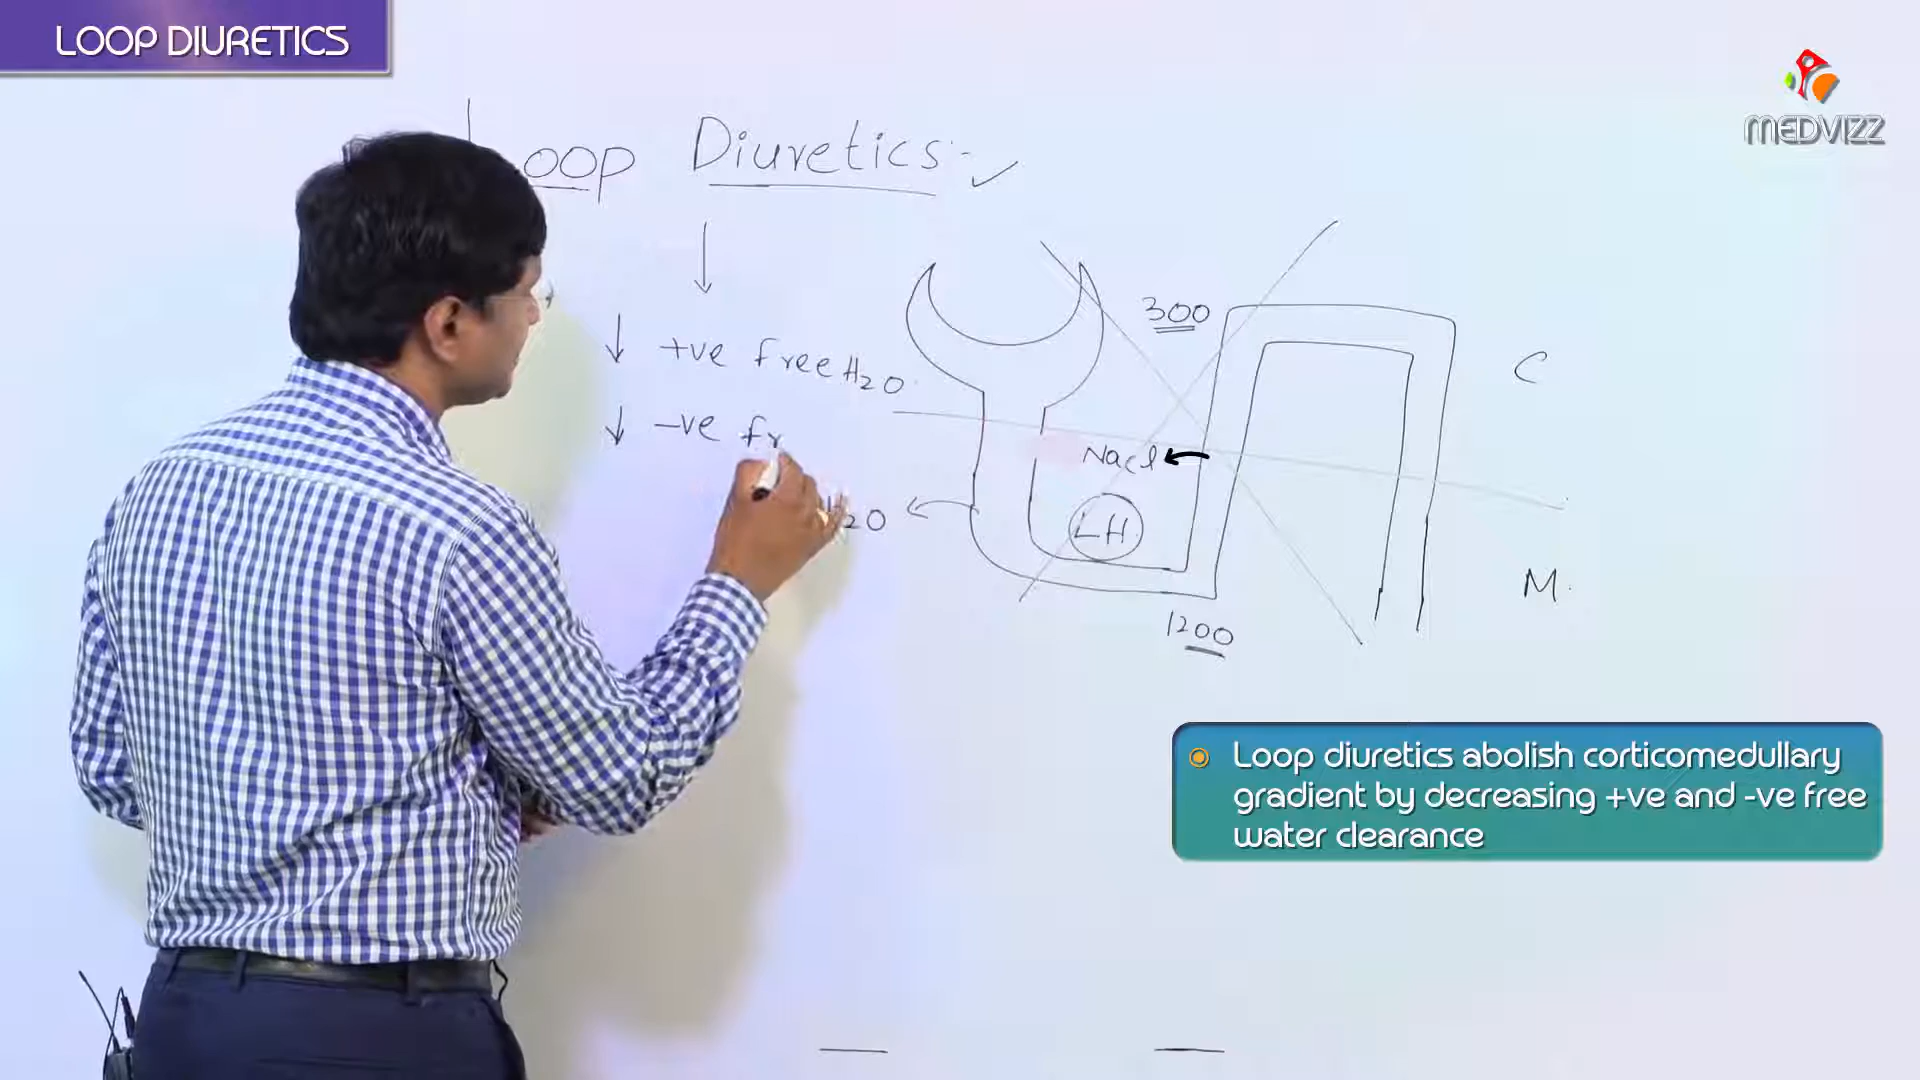 LOOP DIURETICS
MEDVIZZ
Loop Diuretics:-
↓ +ve free H2O
↓ -ve fr
H2O
300
C
NaCl
LH
M.
1200
Loop diuretics abolish corticomedullary
gradient by decreasing +ve and -ve free
water clearance